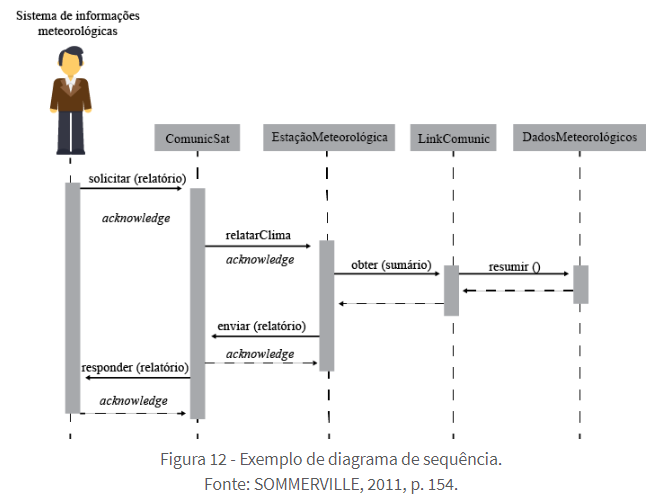 Sistema de informações
meteorológicas
ComunicSat
EstaçãoMeteorológica
LinkComunic
DadosMeteorológicos
solicitar (relatório)
acknowledge
relatarClima
acknowledge
obter (sumário)
resumir ()
enviar (relatório)
acknowledge
responder (relatório)
acknowledge
Figura 12 - Exemplo de diagrama de sequência.
Fonte: SOMMERVILLE, 2011, p. 154.